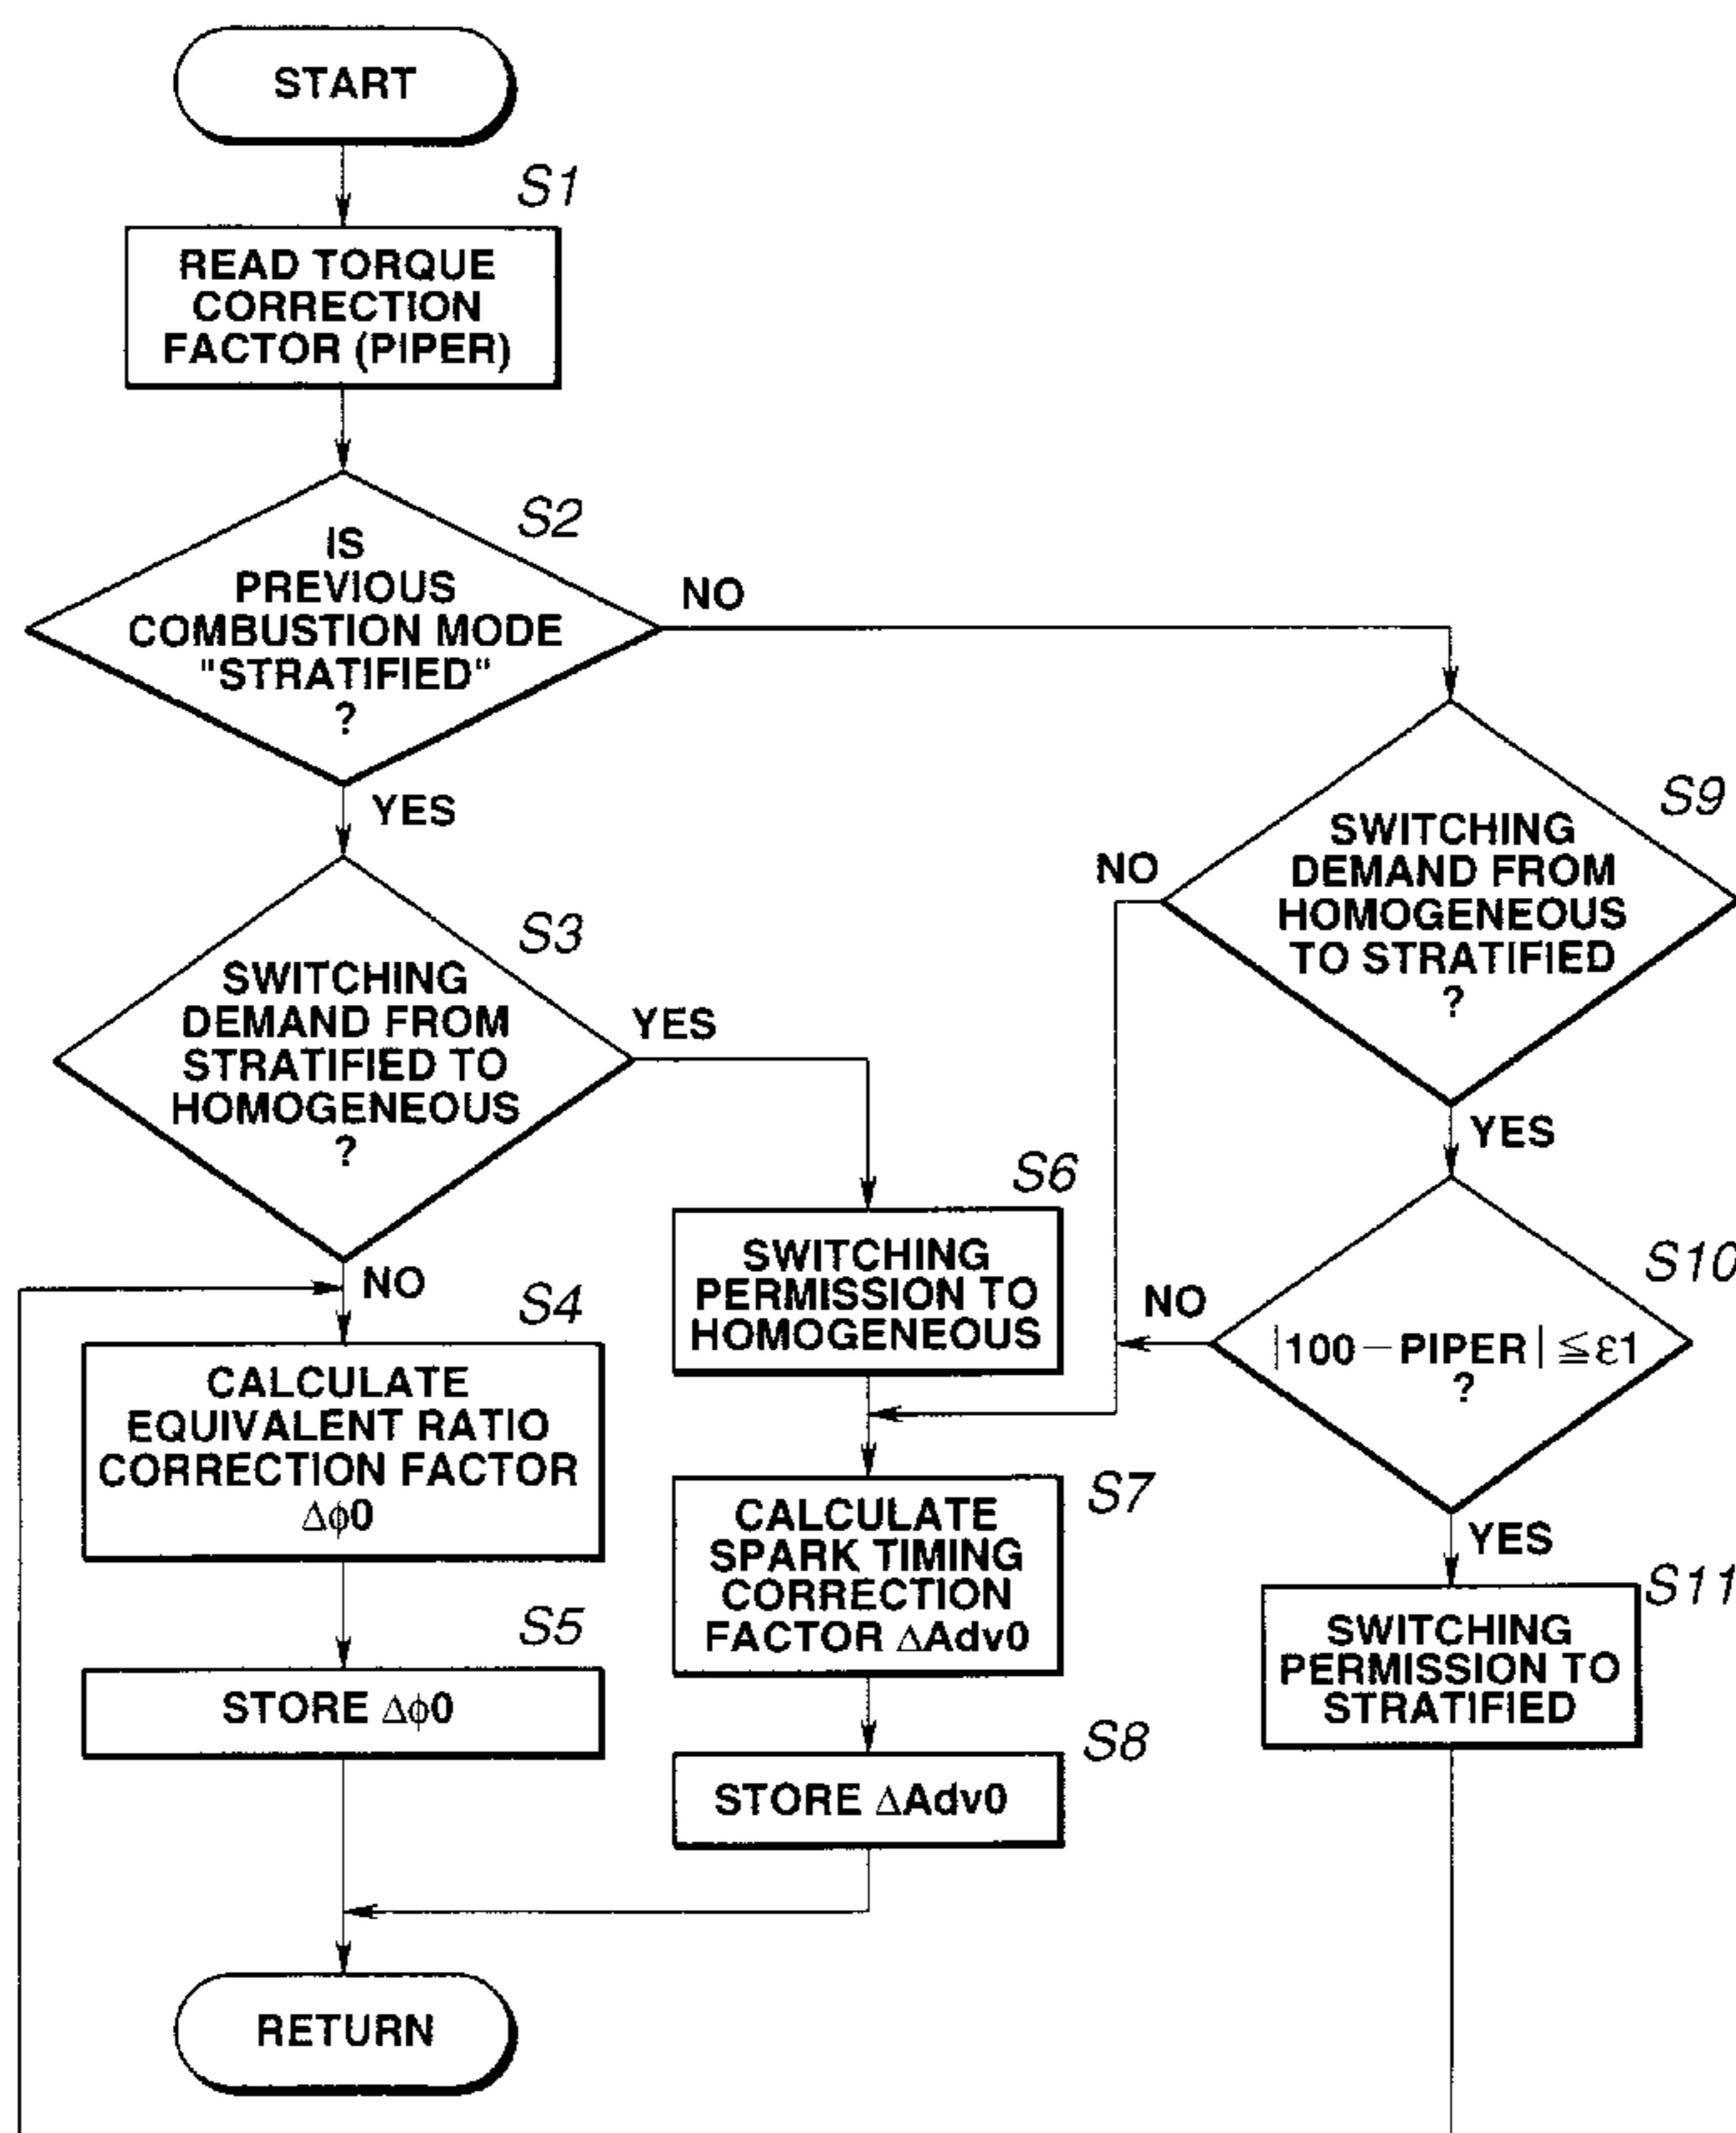 START
S1
READ TORQUE
CORRECTION
FACTOR (PIPER)
S2
IS
PREVIOUS
COMBUSTION MODE
"STRATIFIED"
?
NO
YES
S3
SWITCHING
DEMAND FROM
STRATIFIED TO
HOMOGENEOUS
?
YES
NO
S4
CALCULATE
EQUIVALENT RATIO
CORRECTION FACTOR
Δϕ0
S5
STORE Δϕ0
RETURN
S6
SWITCHING
PERMISSION TO
HOMOGENEOUS
S7
CALCULATE
SPARK TIMING
CORRECTION
FACTOR ΔAdv0
S8
STORE ΔAdv0
S9
SWITCHING
DEMAND FROM
HOMOGENEOUS
TO STRATIFIED
?
NO
YES
S10
|100−PIPER| ≦ε1
?
NO
YES
S11
SWITCHING
PERMISSION TO
STRATIFIED